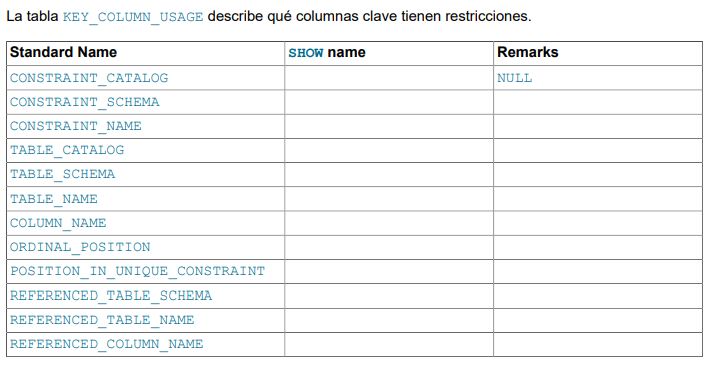 La tabla KEY_COLUMN_USAGE describe qué columnas clave tienen restricciones.
Standard Name SHOW name Remarks
CONSTRAINT_CATALOG NULL
CONSTRAINT_SCHEMA
CONSTRAINT_NAME
TABLE_CATALOG
TABLE_SCHEMA
TABLE_NAME
COLUMN_NAME
ORDINAL_POSITION
POSITION_IN_UNIQUE_CONSTRAINT
REFERENCED_TABLE_SCHEMA
REFERENCED_TABLE_NAME
REFERENCED_COLUMN_NAME